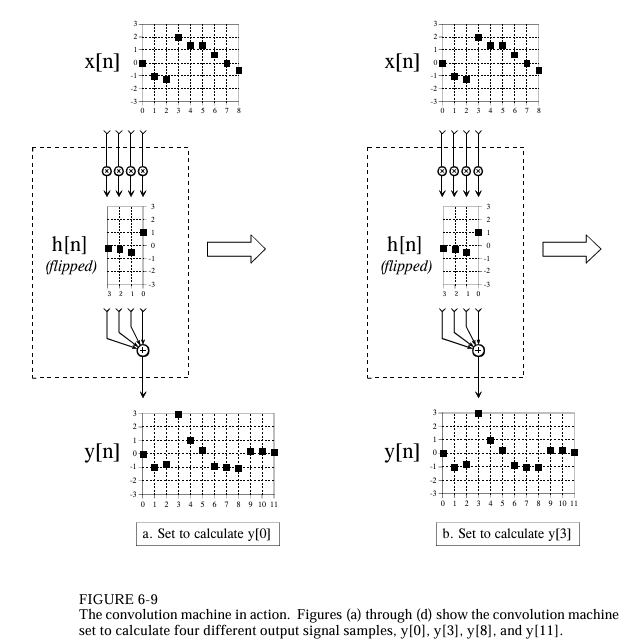 x[n]
3
2
1
0
-1
-2
-3
0 1 2 3 4 5 6 7 8
x[n]
3
2
1
0
-1
-2
-3
0 1 2 3 4 5 6 7 8
h[n]
(flipped)
3
2
1
0
-1
-2
-3
3 2 1 0
h[n]
(flipped)
3
2
1
0
-1
-2
-3
3 2 1 0
y[n]
3
2
1
0
-1
-2
-3
0 1 2 3 4 5 6 7 8 9 10 11
y[n]
3
2
1
0
-1
-2
-3
0 1 2 3 4 5 6 7 8 9 10 11
a. Set to calculate y[0]
b. Set to calculate y[3]
FIGURE 6-9
The convolution machine in action. Figures (a) through (d) show the convolution machine
set to calculate four different output signal samples, y[0], y[3], y[8], and y[11].